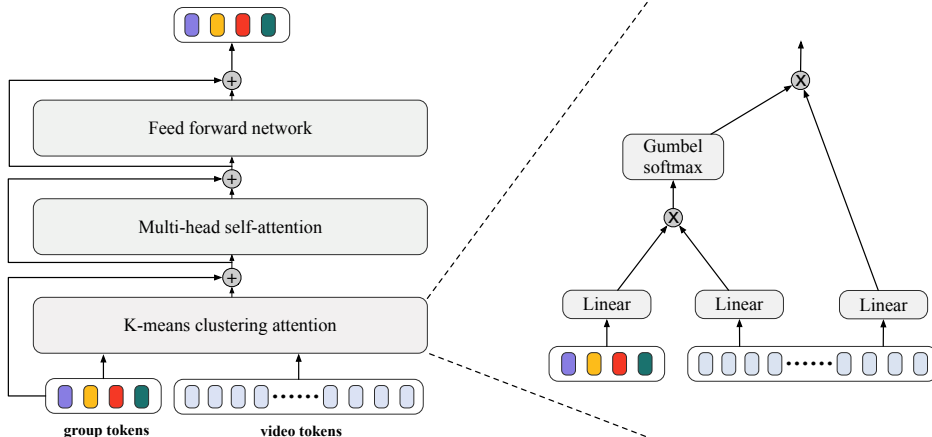 Feed forward network
Multi-head self-attention
K-means clustering attention
group tokens
video tokens
Gumbel
softmax
Linear
Linear
Linear